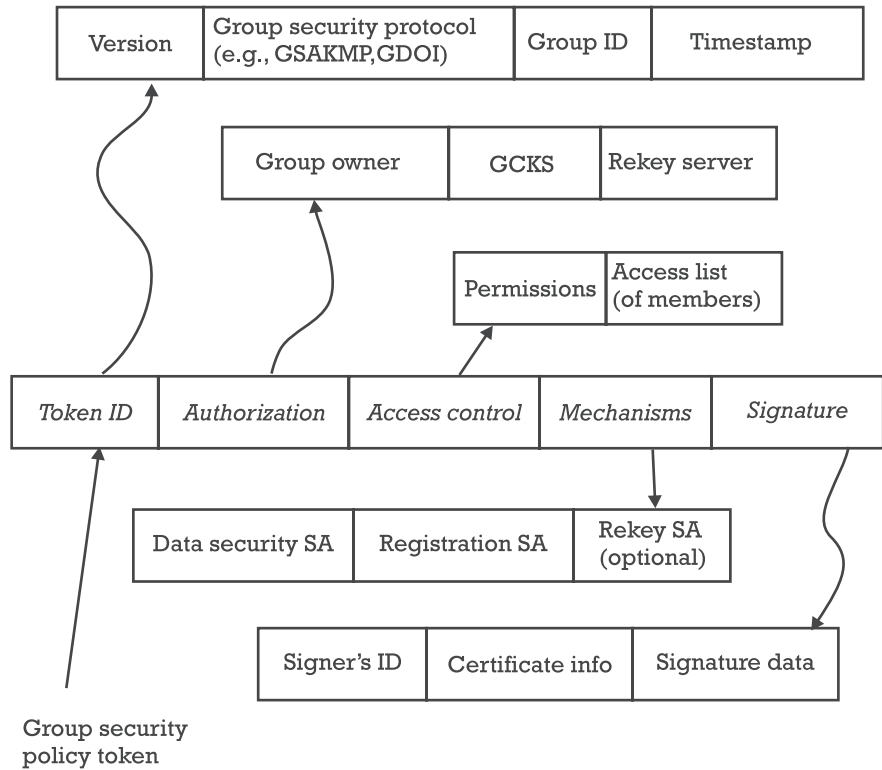 Version
Group security protocol
(e.g., GSAKMP,GDOI)
Group ID
Timestamp
Group owner
GCKS
Rekey server
Permissions
Access list
(of members)
Token ID
Authorization
Access control
Mechanisms
Signature
Data security SA
Registration SA
Rekey SA
(optional)
Signer’s ID
Certificate info
Signature data
Group security
policy token